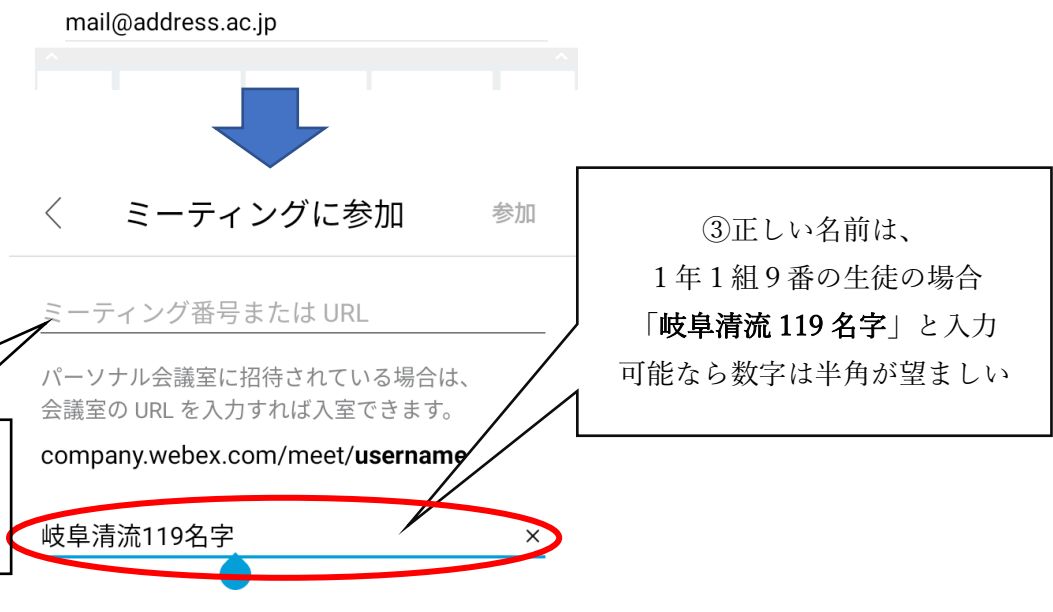 mail@address.ac.jp
ミーティングに参加
参加
ミーティング番号または URL
パーソナル会議室に招待されている場合は、
会議室の URL を入力すれば入室できます。
company.webex.com/meet/username
岐阜清流119名字
③正しい名前は、
1年1組9番の生徒の場合
「岐阜清流 119 名字」と入力
可能なら数字は半角が望ましい